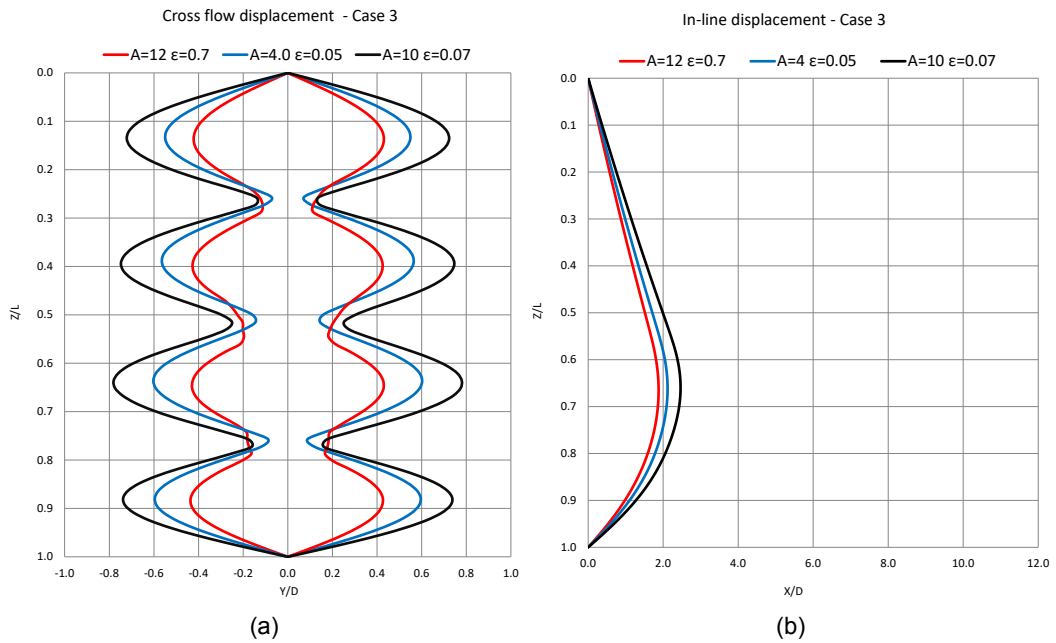 Cross flow displacement - Case 3
A=12 ε=0.7 A=4.0 ε=0.05 A=10 ε=0.07
0.0
0.1
0.2
0.3
0.4
0.5
0.6
0.7
0.8
0.9
1.0
Z/L
-1.0 -0.8 -0.6 -0.4 -0.2 0.0 0.2 0.4 0.6 0.8 1.0
Y/D
(a)
In-line displacement - Case 3
A=12 ε=0.7 A=4 ε=0.05 A=10 ε=0.07
0.0
0.1
0.2
0.3
0.4
0.5
0.6
0.7
0.8
0.9
1.0
Z/L
0.0 2.0 4.0 6.0 8.0 10.0 12.0
X/D
(b)